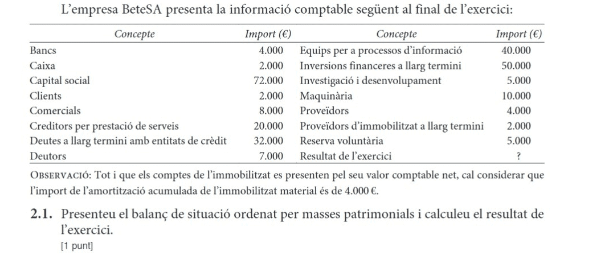 L'empresa BeteSA presenta la informació comptable següent al final de l'exercici:
Concepte Import (€) Concepte Import (€)
Bancs 4.000 Equips per a processos d'informació 40.000
Caixa 2.000 Inversions financeres a llarg termini 50.000
Capital social 72.000 Investigació i desenvolupament 5.000
Clients 2.000 Maquinària 10.000
Comercials 8.000 Proveïdors 4.000
Creditors per prestació de serveis 20.000 Proveïdors d'immobilitzat a llarg termini 2.000
Deutes a llarg termini amb entitats de crèdit 32.000 Reserva voluntària 5.000
Deutors 7.000 Resultat de l'exercici ?
Observació: Tot i que els comptes de l'immobilitzat es presenten pel seu valor comptable net, cal considerar que
l'import de l'amortització acumulada de l'immobilitzat material és de 4.000 €.
2.1. Presenteu el balanç de situació ordenat per masses patrimonials i calculeu el resultat de
l'exercici.
[1 punt]